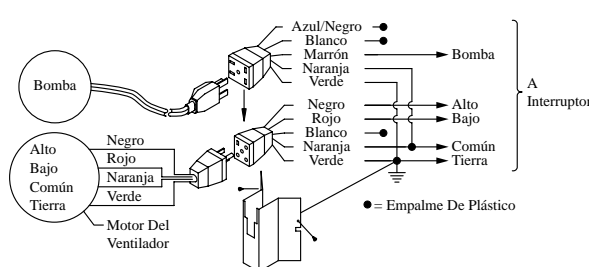 Azul/Negro
Blanco
Marrón
Naranja
Verde
Bomba
Bomba
A
Interruptor
Negro
Rojo
Blanco
Naranja
Verde
Alto
Bajo
Común
Tierra
Alto
Bajo
Común
Tierra
Negro
Rojo
Naranja
Verde
Motor Del
Ventilador
= Empalme De Plástico